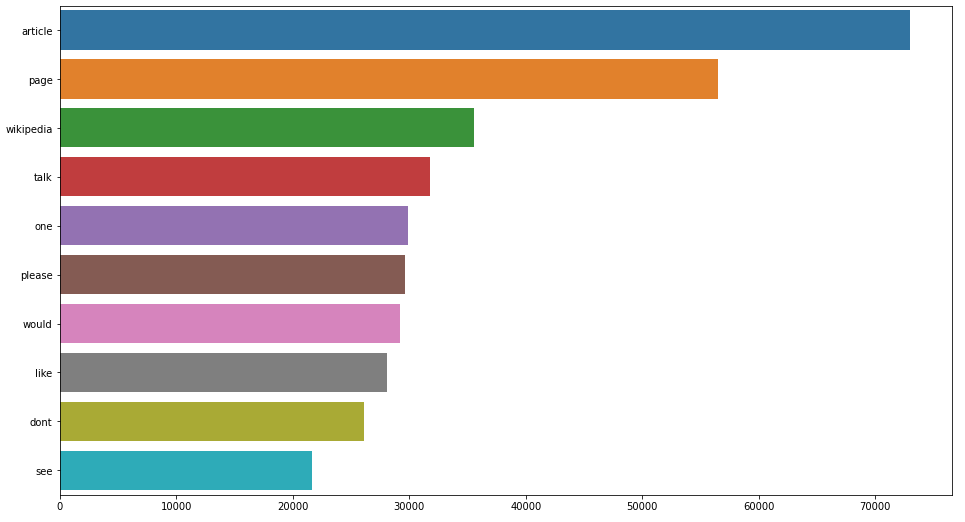 article
page
wikipedia
talk
one
please
would
like
dont
see
0 10000 20000 30000 40000 50000 60000 70000